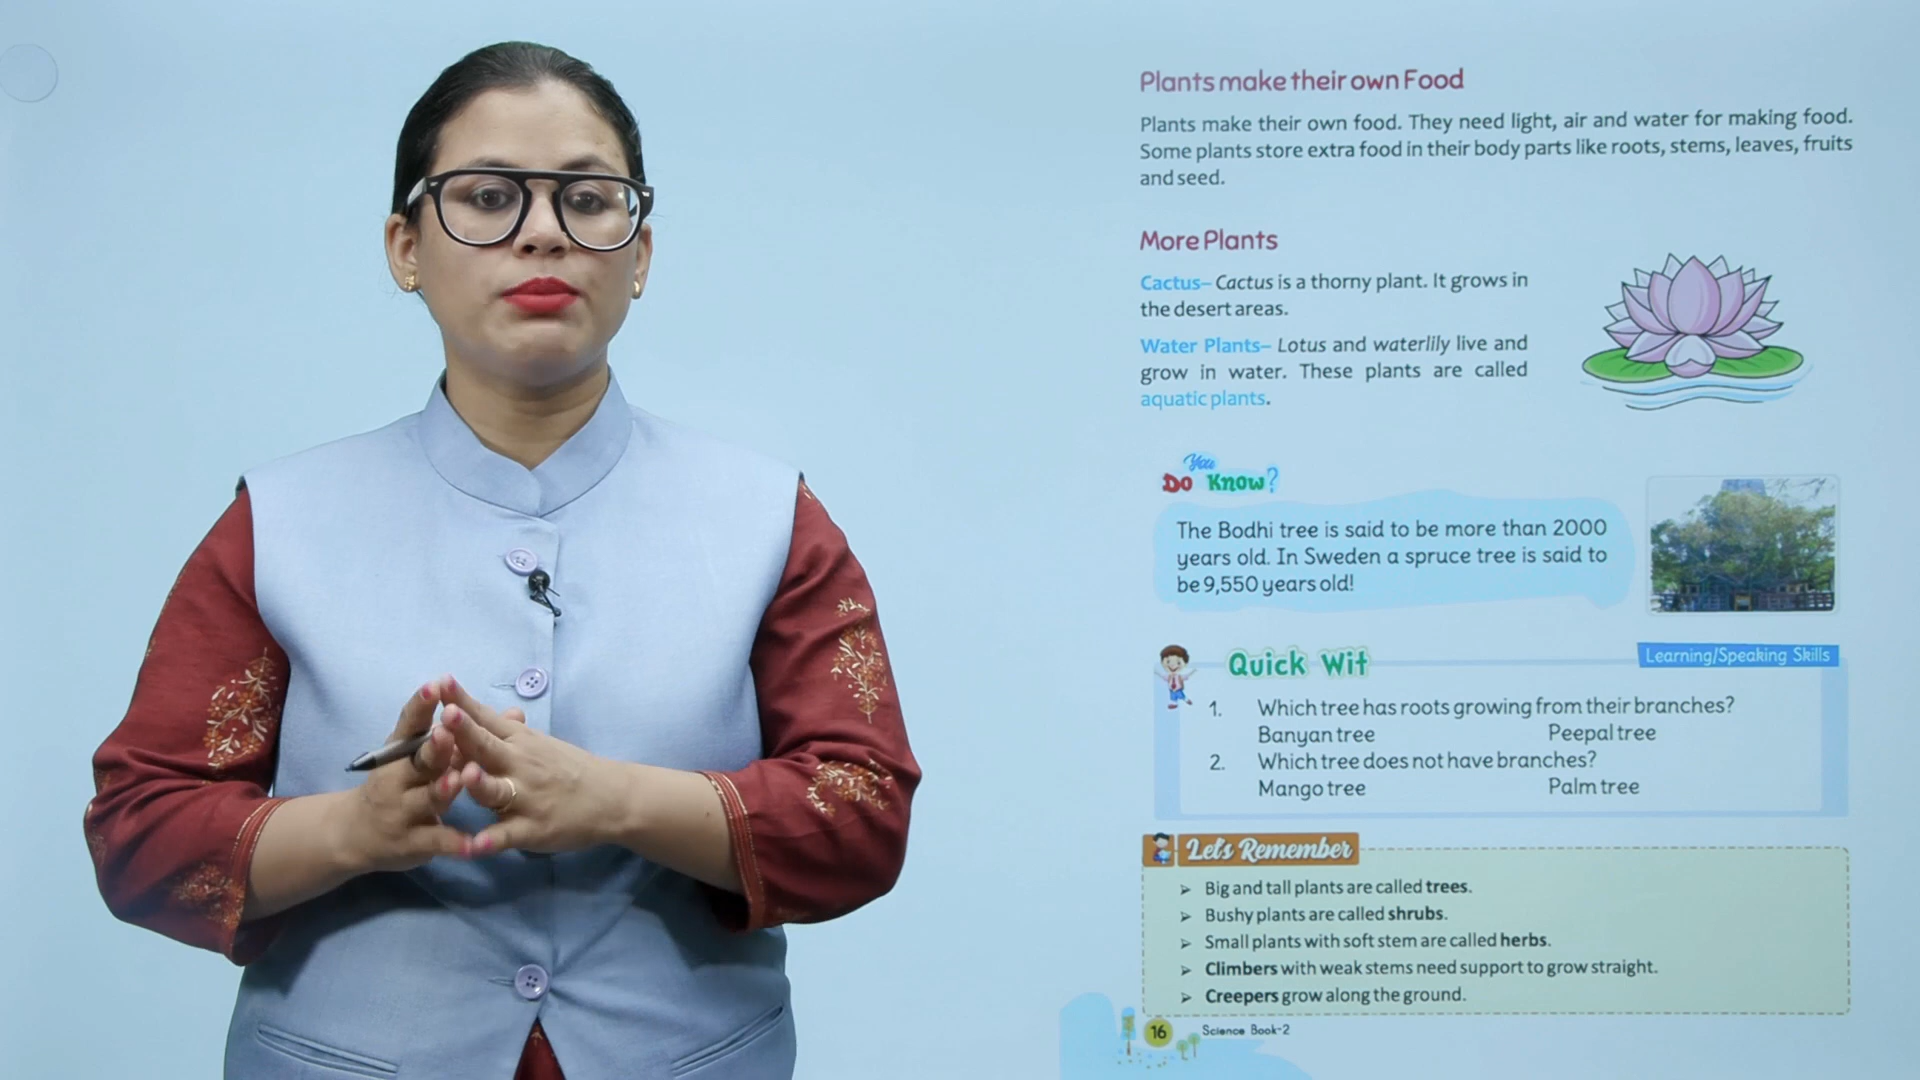 Plants make their own Food
Plants make their own food. They need light, air and water for making food.
Some plants store extra food in their body parts like roots, stems, leaves, fruits
and seed.
More Plants
Cactus– Cactus is a thorny plant. It grows in
the desert areas.
Water Plants– Lotus and waterlily live and
grow in water. These plants are called
aquatic plants.
You
Do Know?
The Bodhi tree is said to be more than 2000
years old. In Sweden a spruce tree is said to
be 9,550 years old!
Quick Wit
Learning/Speaking Skills
1. Which tree has roots growing from their branches?
Banyan tree Peepal tree
2. Which tree does not have branches?
Mango tree Palm tree
Let's Remember
➢ Big and tall plants are called trees.
➢ Bushy plants are called shrubs.
➢ Small plants with soft stem are called herbs.
➢ Climbers with weak stems need support to grow straight.
➢ Creepers grow along the ground.
16 Science Book-2